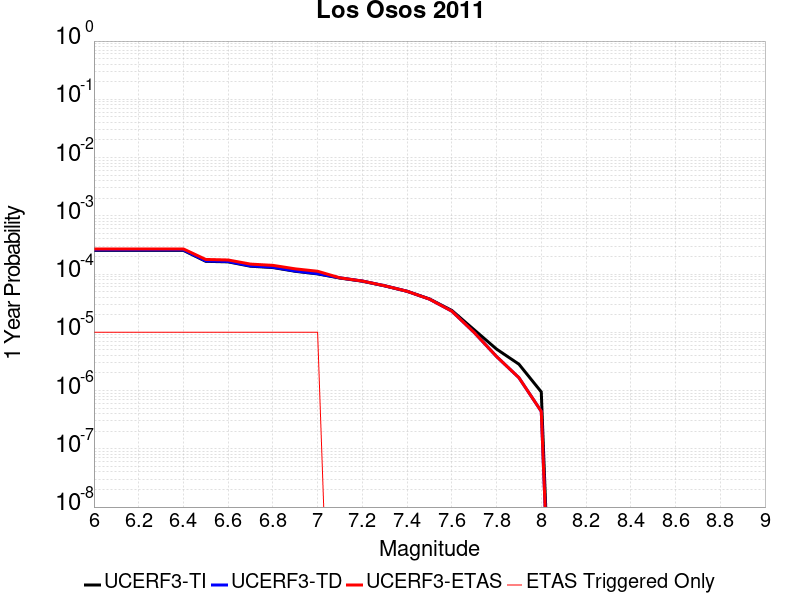 Los Osos 2011
10 0
10 -1
10 -2
10 -3
10 -4
10 -5
10 -6
10 -7
10 -8
1 Year Probability
6 6.2 6.4 6.6 6.8 7 7.2 7.4 7.6 7.8 8 8.2 8.4 8.6 8.8 9
Magnitude
UCERF3-TI UCERF3-TD UCERF3-ETAS ETAS Triggered Only